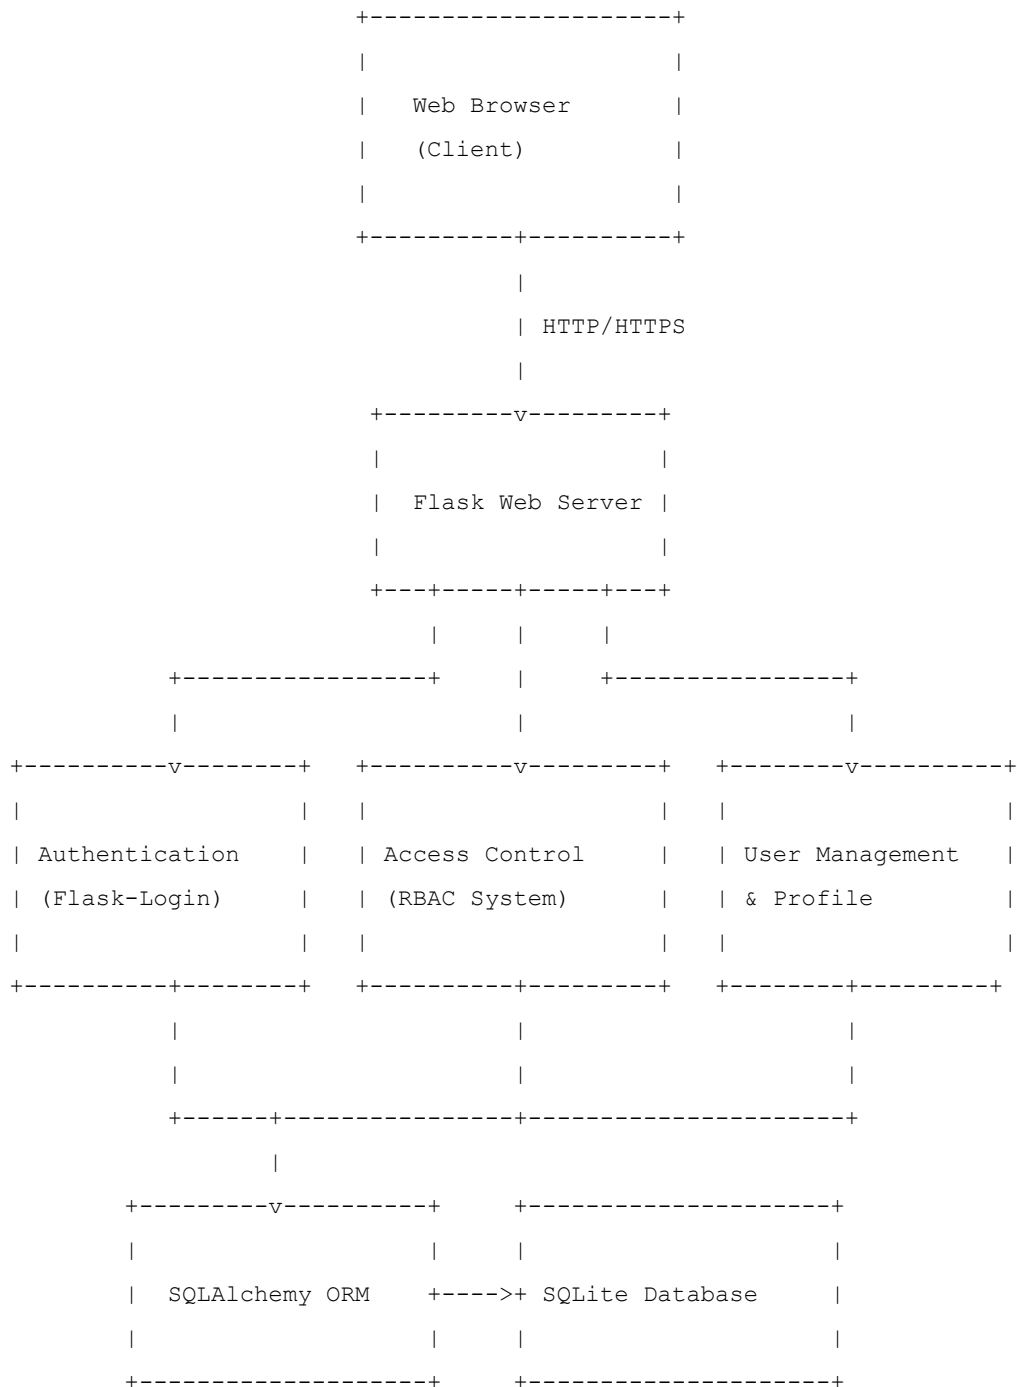 Web Browser
(Client)
HTTP/HTTPS
Flask Web Server
Authentication
(Flask-Login)
Access Control
(RBAC System)
User Management
& Profile
SQLAlchemy ORM
SQLite Database